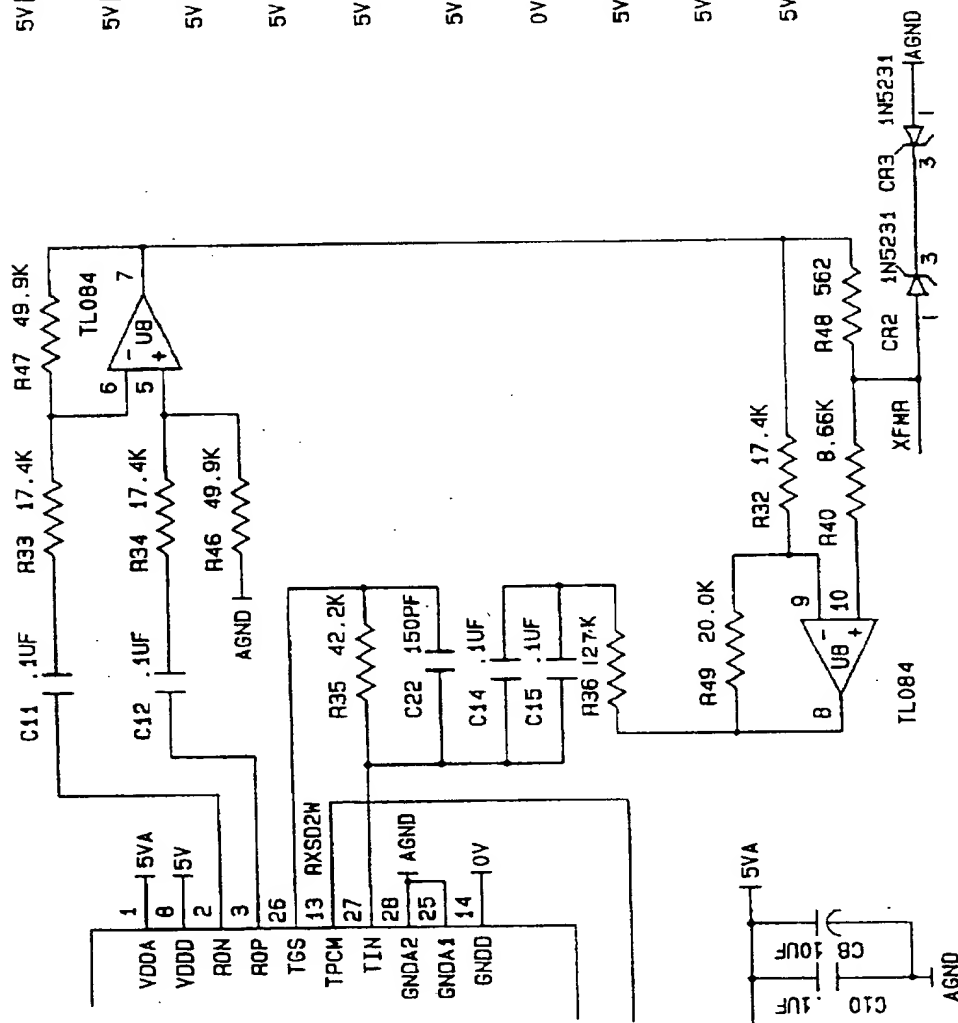 5V
5V
5V
5V
5V
5V
0V
5V
5V
5V
C11 .1UF
R33 17.4K
R47 49.9K
C12 .1UF
R34 17.4K
6
5
7
U8
TL084
AGND
R46 49.9K
VDDA 1 5VA
VDDD 8 5V
RON 2
ROP 3
TGS 26
TPCM 13 RXSD2W
TIN 27
GNDA2 28 AGND
GNDA1 25
GNDD 14 0V
R35 42.2K
C22 150PF
C14 .1UF
C15 .1UF
R36 127K
R49 20.0K
R32 17.4K
9
10
8
U8
TL084
R40 8.66K
R48 562
XFMR
CR2 1N5231
1
3
CR3 1N5231
3
1
AGND
5VA
C10 .1UF
C8 10UF
AGND